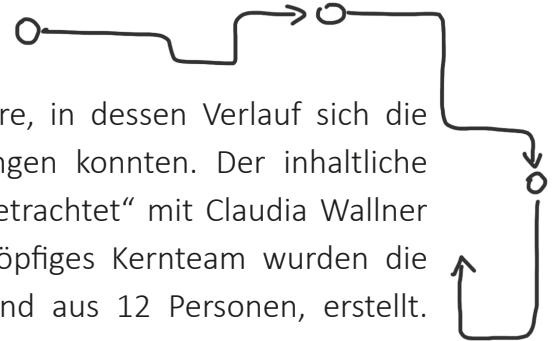 re, in dessen Verlauf sich die
ngen konnten. Der inhaltliche
etrachtet“ mit Claudia Wallner
öpfiges Kernteam wurden die
nd aus 12 Personen, erstellt.